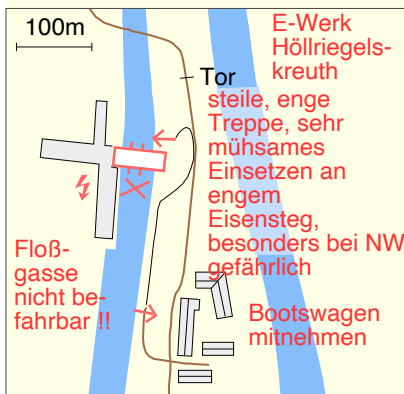 100m
E-Werk
Höllriegels-
kreuth
Tor
steile, enge
Treppe, sehr
mühsames
Einsetzen an
engem
Eisensteg,
besonders bei NW
gefährlich
Floß-
gasse
nicht be-
fahrbar !!
Bootswagen
mitnehmen